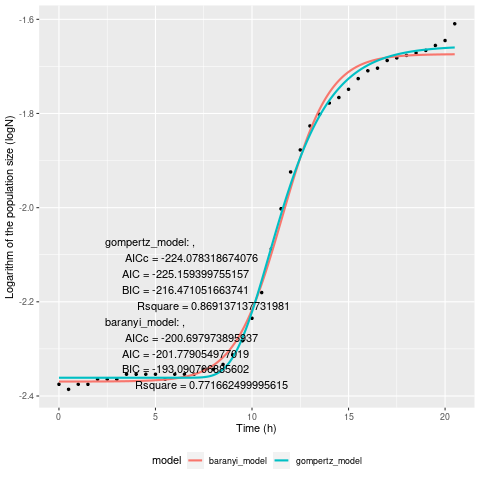 -1.6
-1.8
-2.0
-2.2
-2.4
Logarithm of the population size (logN)
gompertz_model: ,
AICc = -224.078318674076
AIC = -225.159399755157
BIC = -216.471051663741
Rsquare = 0.869137137731981
baranyi_model: ,
AICc = -200.697973895937
AIC = -201.779054977019
BIC = -193.090706885602
Rsquare = 0.771662499995615
0 5 10 15 20
Time (h)
model baranyi_model gompertz_model